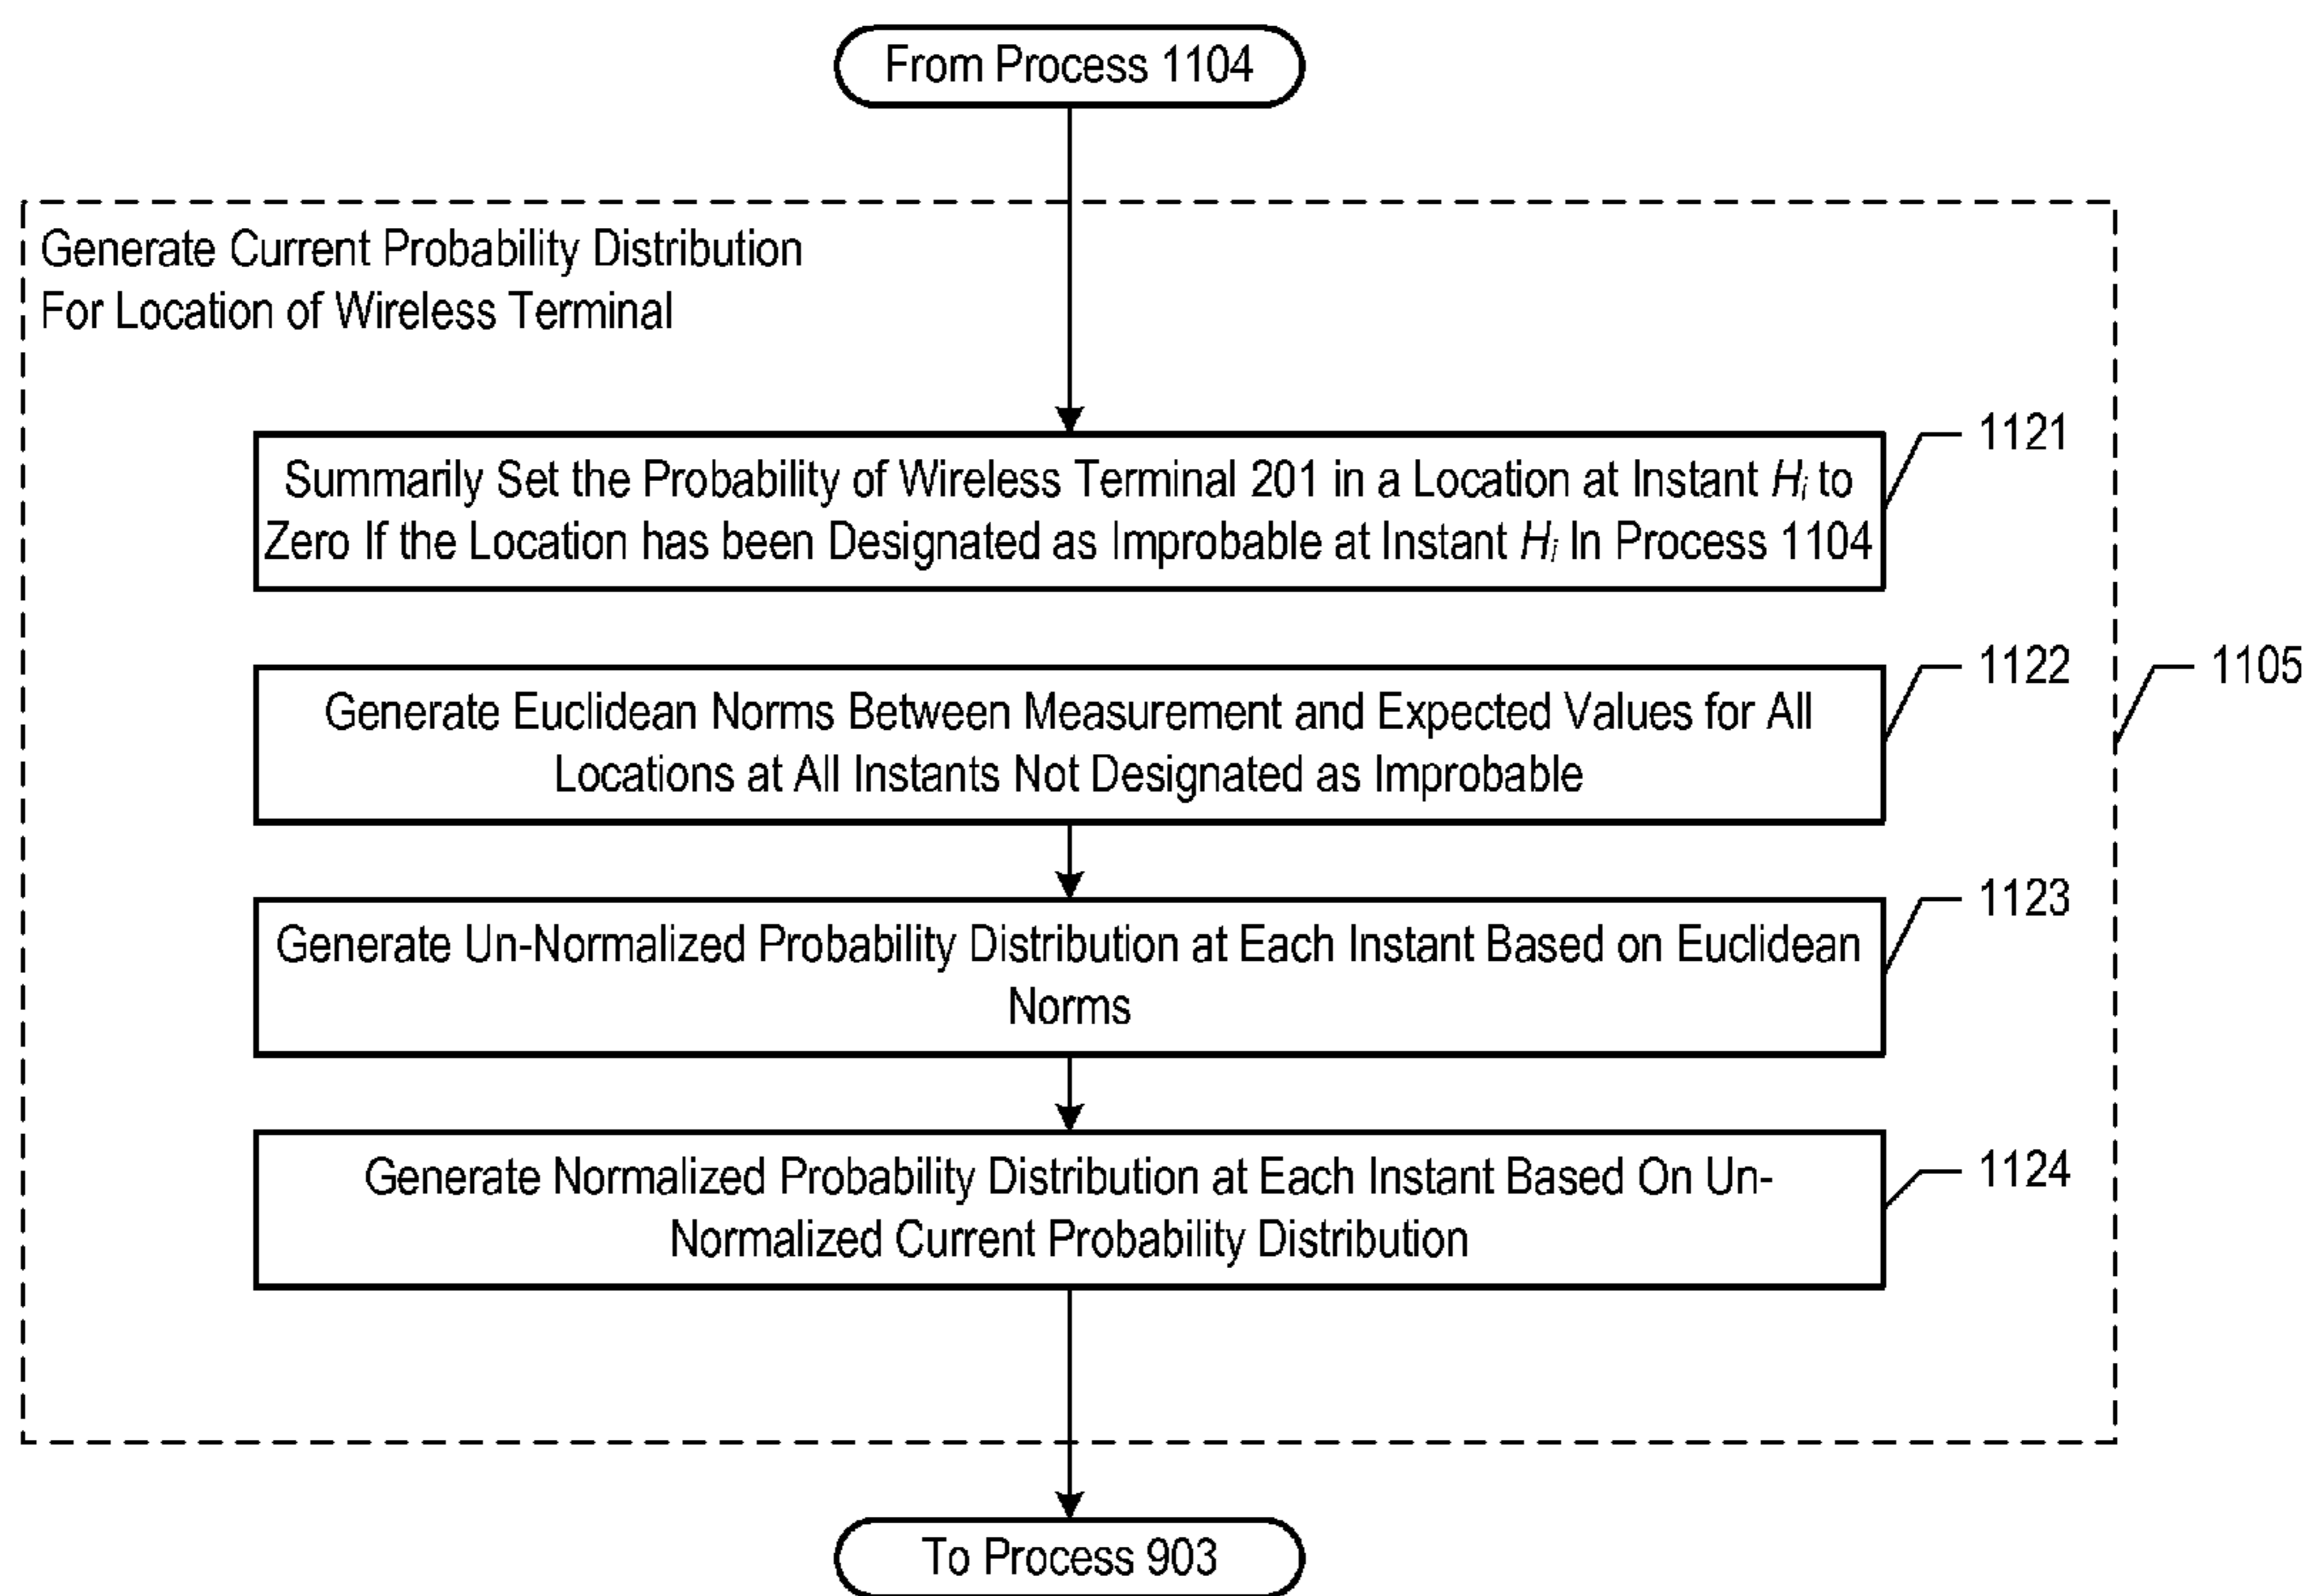 From Process 1104
Generate Current Probability Distribution
For Location of Wireless Terminal
Summarily Set the Probability of Wireless Terminal 201 in a Location at Instant Hi to
Zero If the Location has been Designated as Improbable at Instant Hi In Process 1104
1121
Generate Euclidean Norms Between Measurement and Expected Values for All
Locations at All Instants Not Designated as Improbable
1122
1105
Generate Un-Normalized Probability Distribution at Each Instant Based on Euclidean
Norms
1123
Generate Normalized Probability Distribution at Each Instant Based On Un-
Normalized Current Probability Distribution
1124
To Process 903